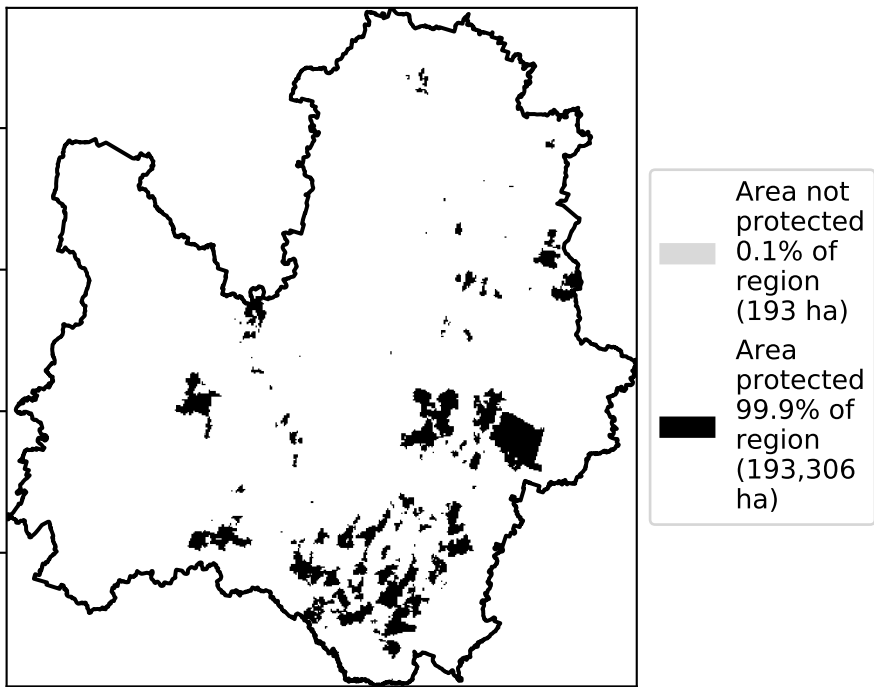 Area not
protected
0.1% of
region
(193 ha)
Area
protected
99.9% of
region
(193,306
ha)